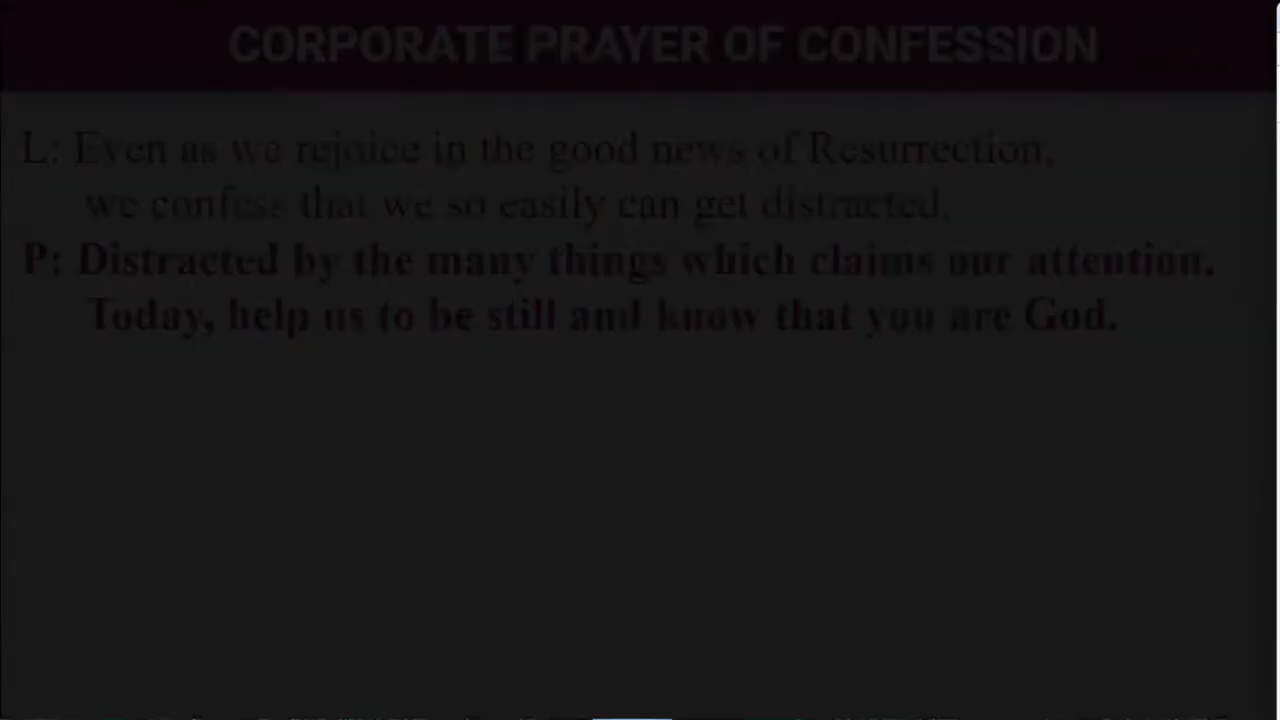 CORPORATE PRAYER OF CONFESSION
L: Even as we rejoice in the good news of Resurrection,
we confess that we so easily can get distracted,
P: Distracted by the many things which claims our attention.
Today, help us to be still and know that you are God.